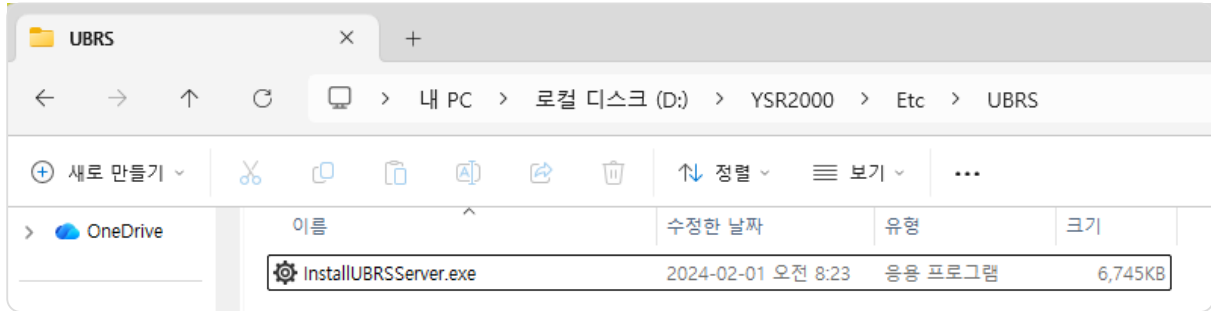 UBRS
내 PC > 로컬 디스크 (D:) > YSR2000 > Etc > UBRS
새로 만들기 정렬 보기
OneDrive 이름 수정한 날짜 유형 크기
InstallUBRSServer.exe 2024-02-01 오전 8:23 응용 프로그램 6,745KB